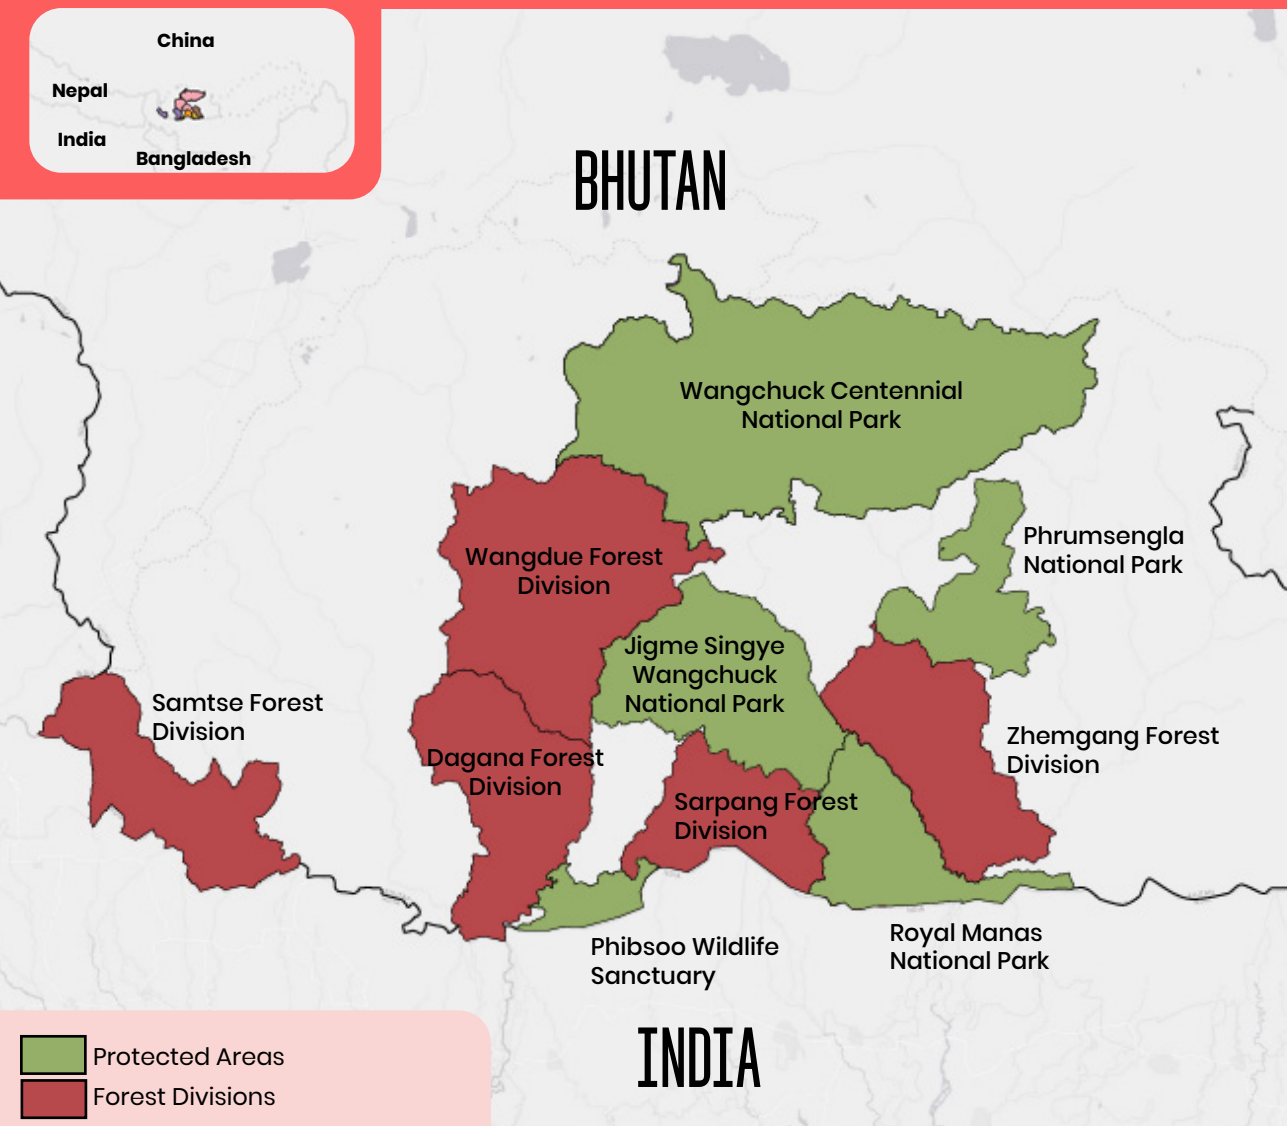 China
Nepal
India
Bangladesh
BHUTAN
Wangchuck Centennial
National Park
Phrumsengla
National Park
Wangdue Forest
Division
Jigme Singye
Wangchuck
National Park
Samtse Forest
Division
Zhemgang Forest
Division
Dagana Forest
Division
Sarpang Forest
Division
Royal Manas
National Park
Phibsoo Wildlife
Sanctuary
INDIA
Protected Areas
Forest Divisions